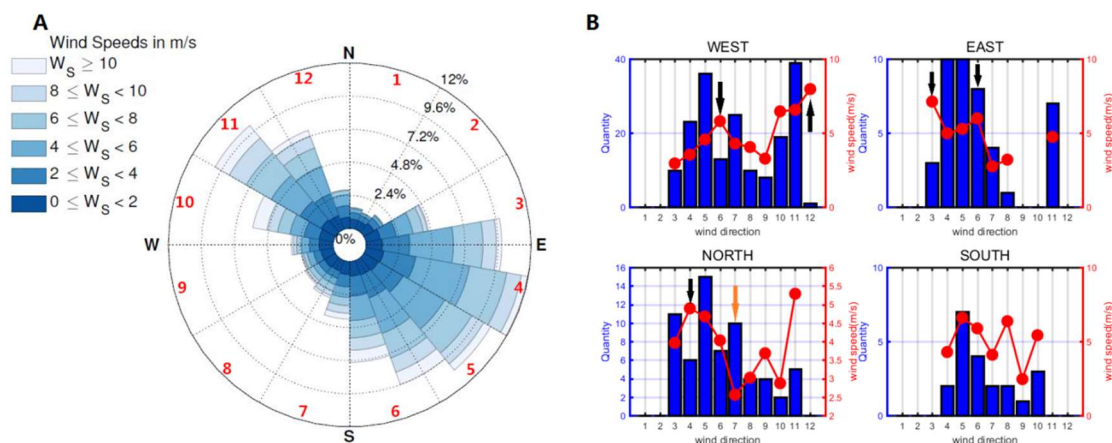 A
Wind Speeds in m/s
W_S ≥ 10
8 ≤ W_S < 10
6 ≤ W_S < 8
4 ≤ W_S < 6
2 ≤ W_S < 4
0 ≤ W_S < 2
N
E
S
W
12%
9.6%
7.2%
4.8%
2.4%
0%
1
2
3
4
5
6
7
8
9
10
11
12
B
WEST
Quantity
40
20
0
wind speed(m/s)
10
5
0
1 2 3 4 5 6 7 8 9 10 11 12
wind direction
EAST
Quantity
10
5
0
wind speed(m/s)
10
5
0
1 2 3 4 5 6 7 8 9 10 11 12
wind direction
NORTH
Quantity
16
14
12
10
8
6
4
2
0
wind speed(m/s)
6
5.5
5
4.5
4
3.5
3
2.5
2
1 2 3 4 5 6 7 8 9 10 11 12
wind direction
SOUTH
Quantity
10
5
0
wind speed(m/s)
10
5
0
1 2 3 4 5 6 7 8 9 10 11 12
wind direction